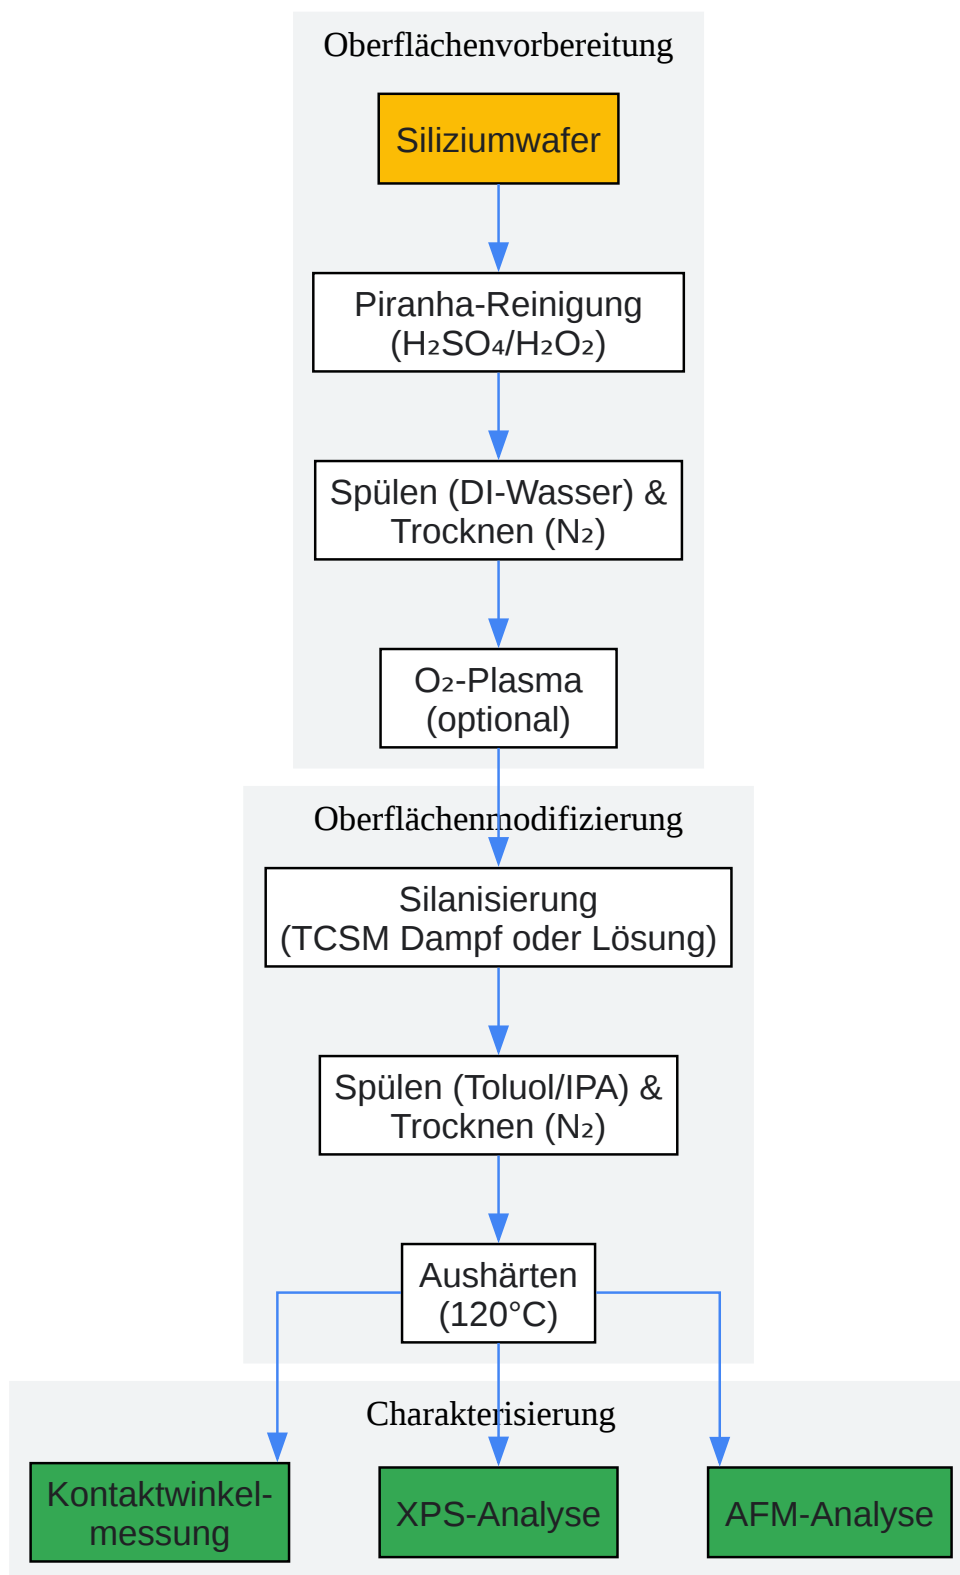 Oberflächenvorbereitung
Siliziumwafer
Piranha-Reinigung
(H₂SO₄/H₂O₂)
Spülen (DI-Wasser) &
Trocknen (N₂)
O₂-Plasma
(optional)
Oberflächenmodifizierung
Silanisierung
(TCSM Dampf oder Lösung)
Spülen (Toluol/IPA) &
Trocknen (N₂)
Aushärten
(120°C)
Charakterisierung
Kontaktwinkel-
messung
XPS-Analyse
AFM-Analyse